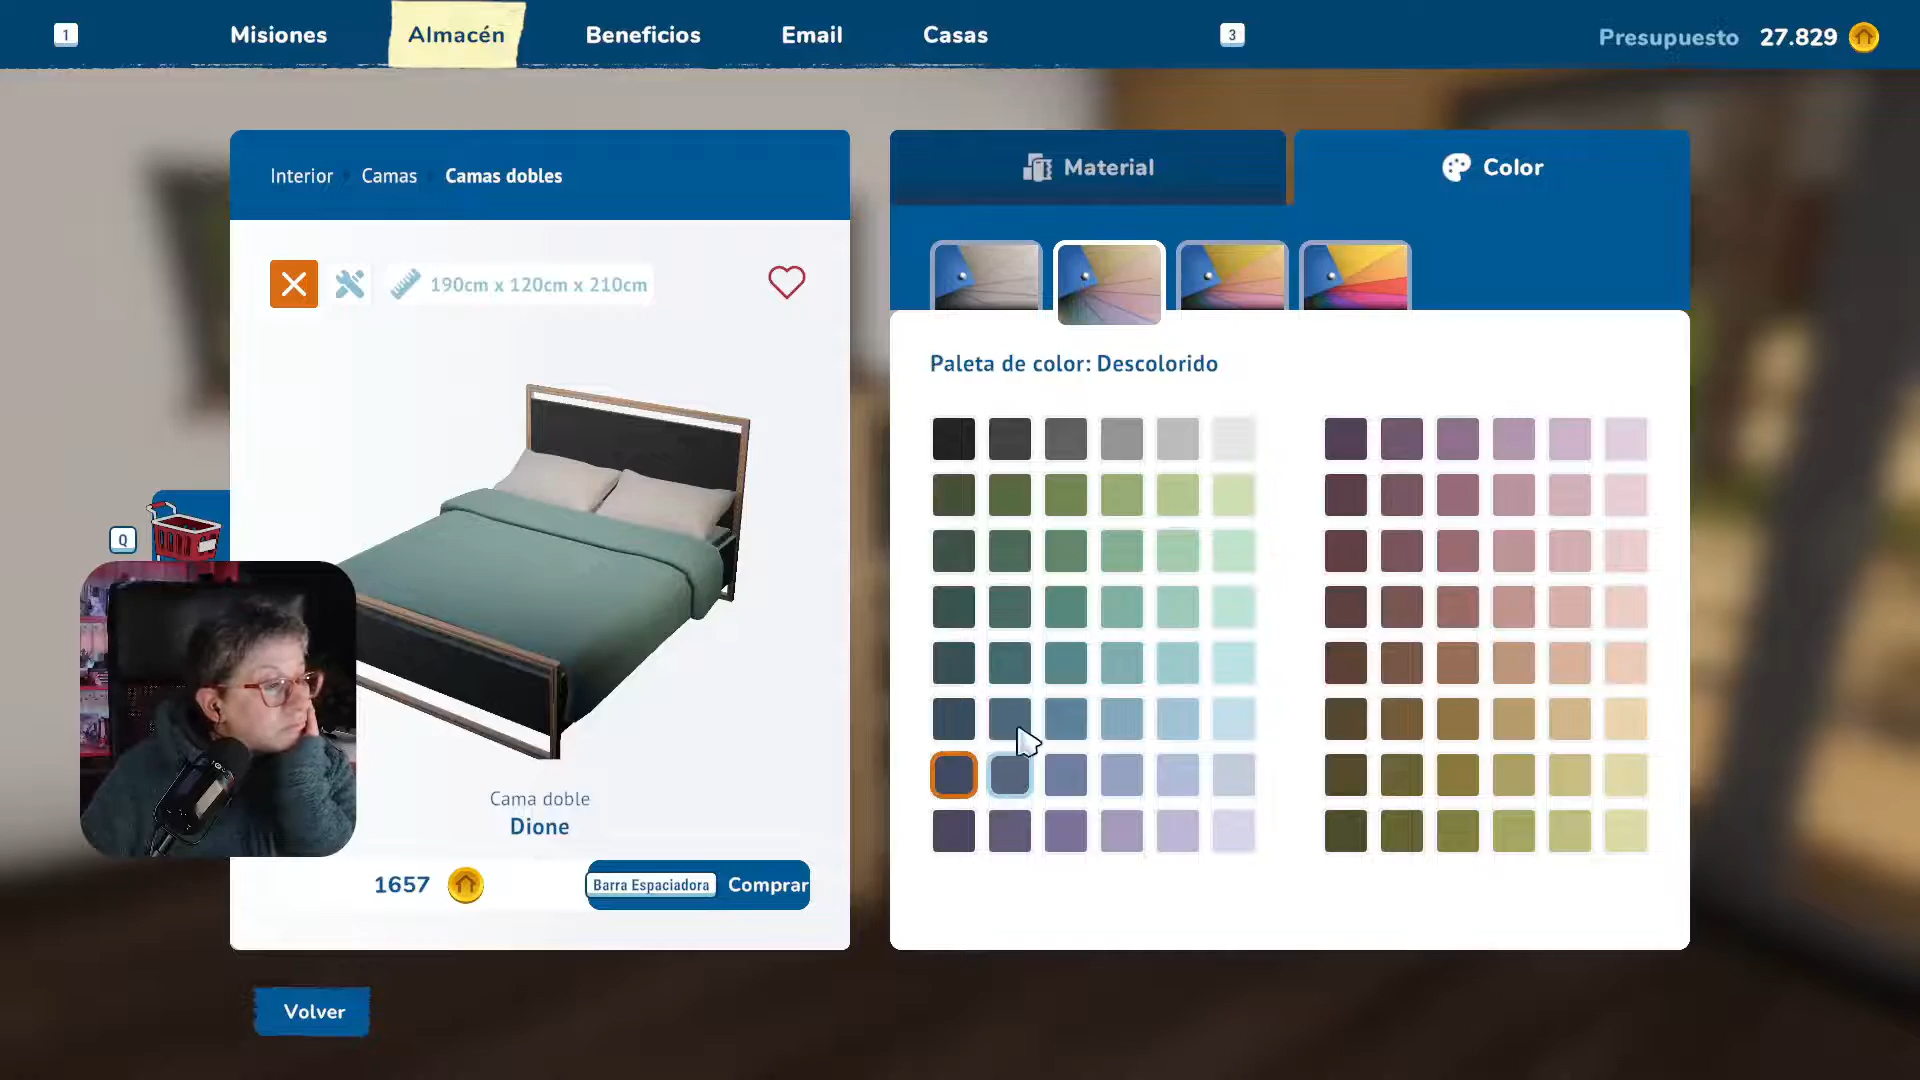 1
Misiones
Almacén
Beneficios
Email
Casas
3
Presupuesto 27.829
Interior Camas Camas dobles
190cm x 120cm x 210cm
Q
Cama doble
Dione
1657
Barra Espaciadora Comprar
Volver
Material
Color
Paleta de color: Descolorido